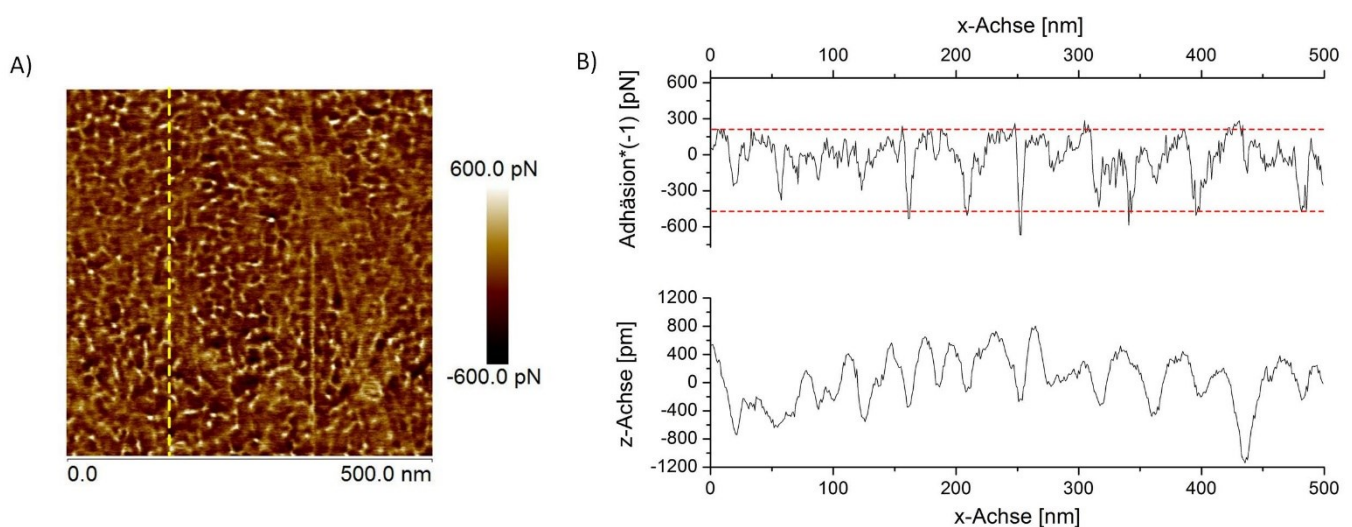 A)
600.0 pN
-600.0 pN
0.0 500.0 nm
B)
x-Achse [nm]
0 100 200 300 400 500
Adhäsion*(-1) [pN]
600
300
0
-300
-600
z-Achse [pm]
1200
800
400
0
-400
-800
-1200
0 100 200 300 400 500
x-Achse [nm]